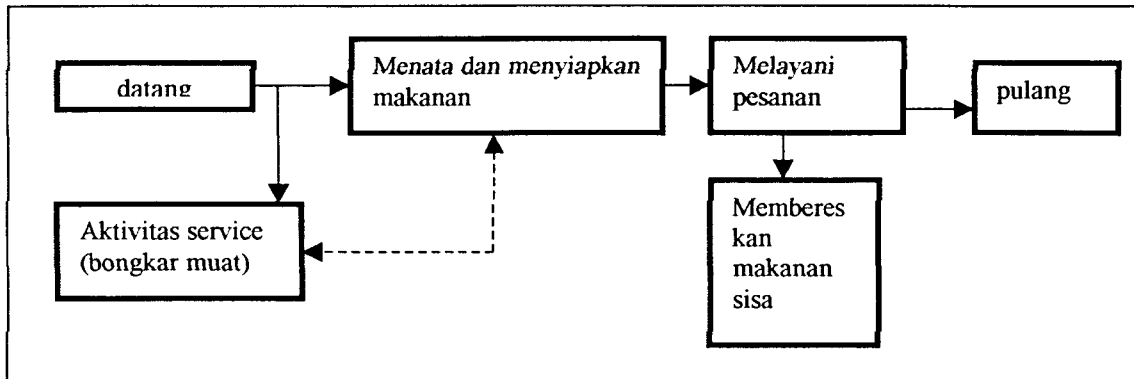 datang
Menata dan menyiapkan
makanan
Melayani
pesanan
pulang
Aktivitas service
(bongkar muat)
Memberes
kan
makanan
sisa